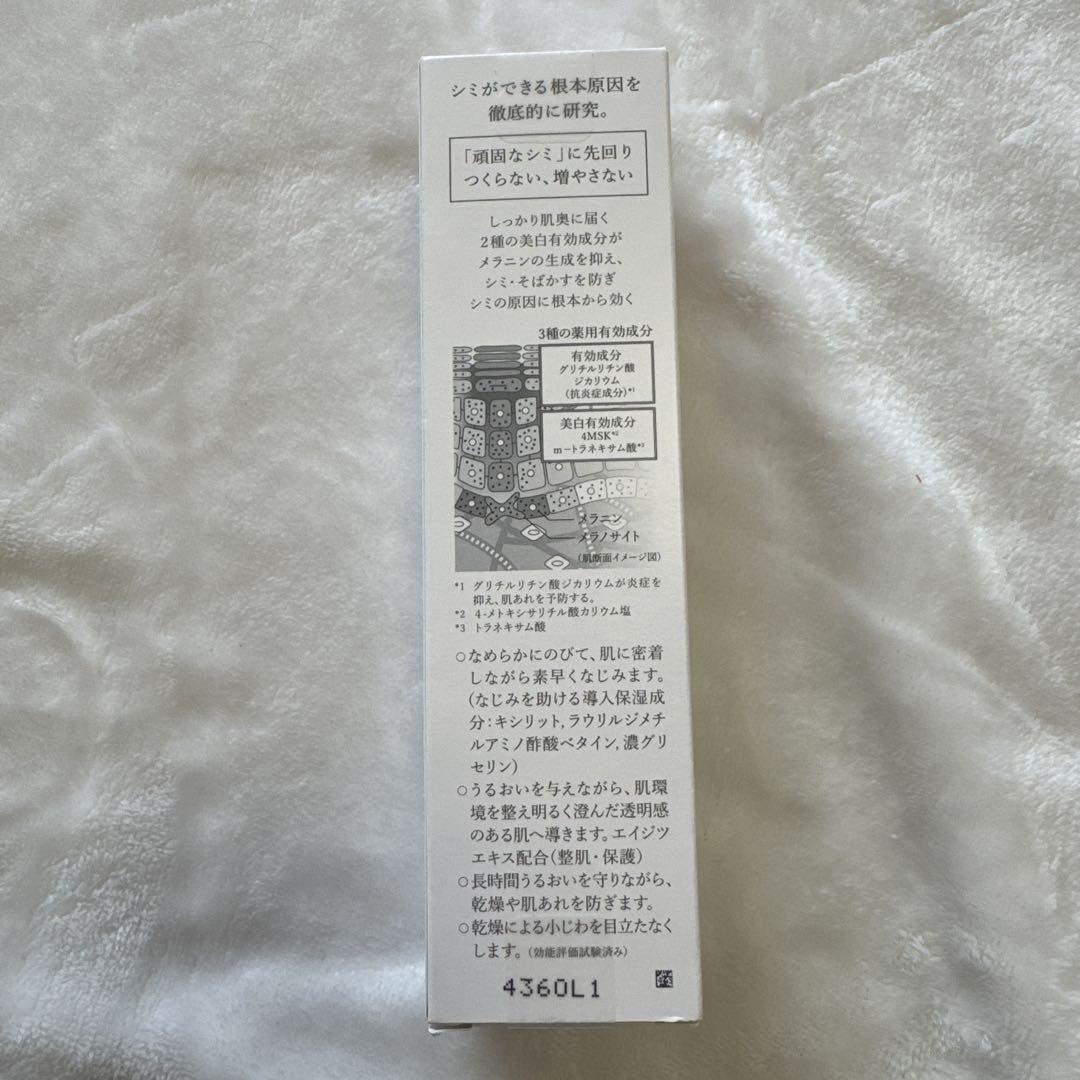 シミができる根本原因を
徹底的に研究。
「頑固なシミ」に先回り
つくらない、増やさない
しっかり肌奥に届く
2種の美白有効成分が
メラニンの生成を抑え、
シミ・そばかすを防ぎ
シミの原因に根本から効く
3種の薬用有効成分
有効成分
グリチルリチン酸
ジカリウム
(抗炎症成分)*1
美白有効成分
4MSK*2
m-トラネキサム酸*3
メラニン
メラノサイト
(肌断面イメージ図)
*1 グリチルリチン酸ジカリウムが炎症を
抑え、肌あれを予防する。
*2 4-メトキシサリチル酸カリウム塩
*3 トラネキサム酸
○なめらかにのびて、肌に密着
しながら素早くなじみます。
(なじみを助ける導入保湿成
分:キシリット,ラウリルジメチ
ルアミノ酢酸ベタイン,濃グリ
セリン)
○うるおいを与えながら、肌環
境を整え明るく澄んだ透明感
のある肌へ導きます。エイジツ
エキス配合(整肌・保護)
○長時間うるおいを守りながら、
乾燥や肌あれを防ぎます。
○乾燥による小じわを目立たなく
します。(効能評価試験済み)
4360L1